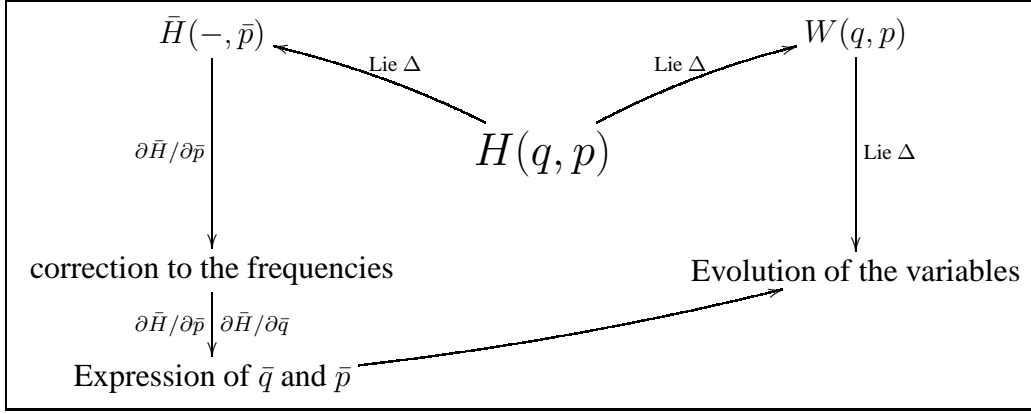 H̄(−, p̄)
W(q, p)
Lie Δ
Lie Δ
H(q, p)
∂H̄/∂p̄
Lie Δ
correction to the frequencies
Evolution of the variables
∂H̄/∂p̄ ∂H̄/∂q̄
Expression of q̄ and p̄